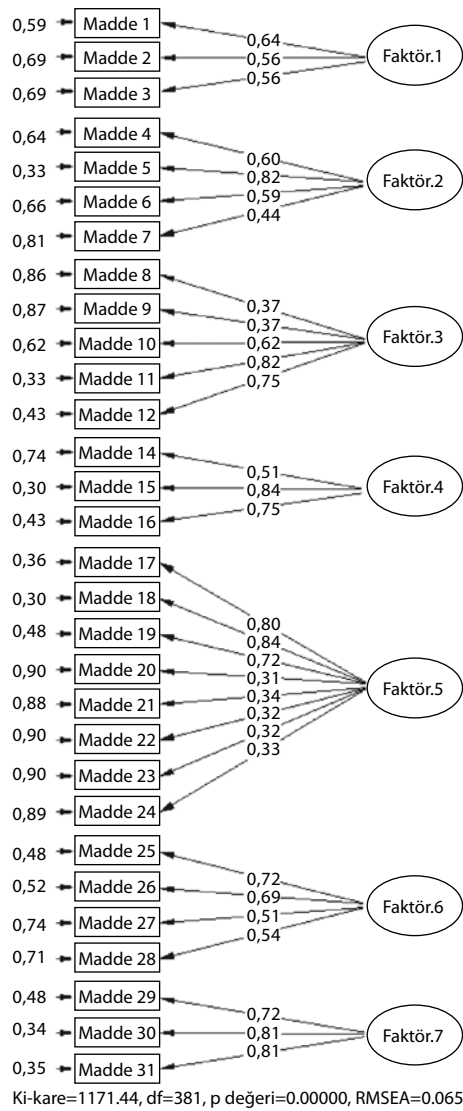 0,59 Madde 1
0,64
0,69 Madde 2
0,56
Faktör.1
0,69 Madde 3
0,56
0,64 Madde 4
0,60
0,33 Madde 5
0,82
Faktör.2
0,66 Madde 6
0,59
0,81 Madde 7
0,44
0,86 Madde 8
0,37
0,87 Madde 9
0,37
0,62 Madde 10
0,62
Faktör.3
0,33 Madde 11
0,82
0,43 Madde 12
0,75
0,74 Madde 14
0,51
0,30 Madde 15
0,84
Faktör.4
0,43 Madde 16
0,75
0,36 Madde 17
0,80
0,30 Madde 18
0,84
0,48 Madde 19
0,72
0,90 Madde 20
0,31
Faktör.5
0,88 Madde 21
0,34
0,90 Madde 22
0,32
0,90 Madde 23
0,32
0,89 Madde 24
0,33
0,48 Madde 25
0,72
0,52 Madde 26
0,69
Faktör.6
0,74 Madde 27
0,51
0,71 Madde 28
0,54
0,48 Madde 29
0,72
0,34 Madde 30
0,81
Faktör.7
0,35 Madde 31
0,81
Ki-kare=1171.44, df=381, p değeri=0.00000, RMSEA=0.065